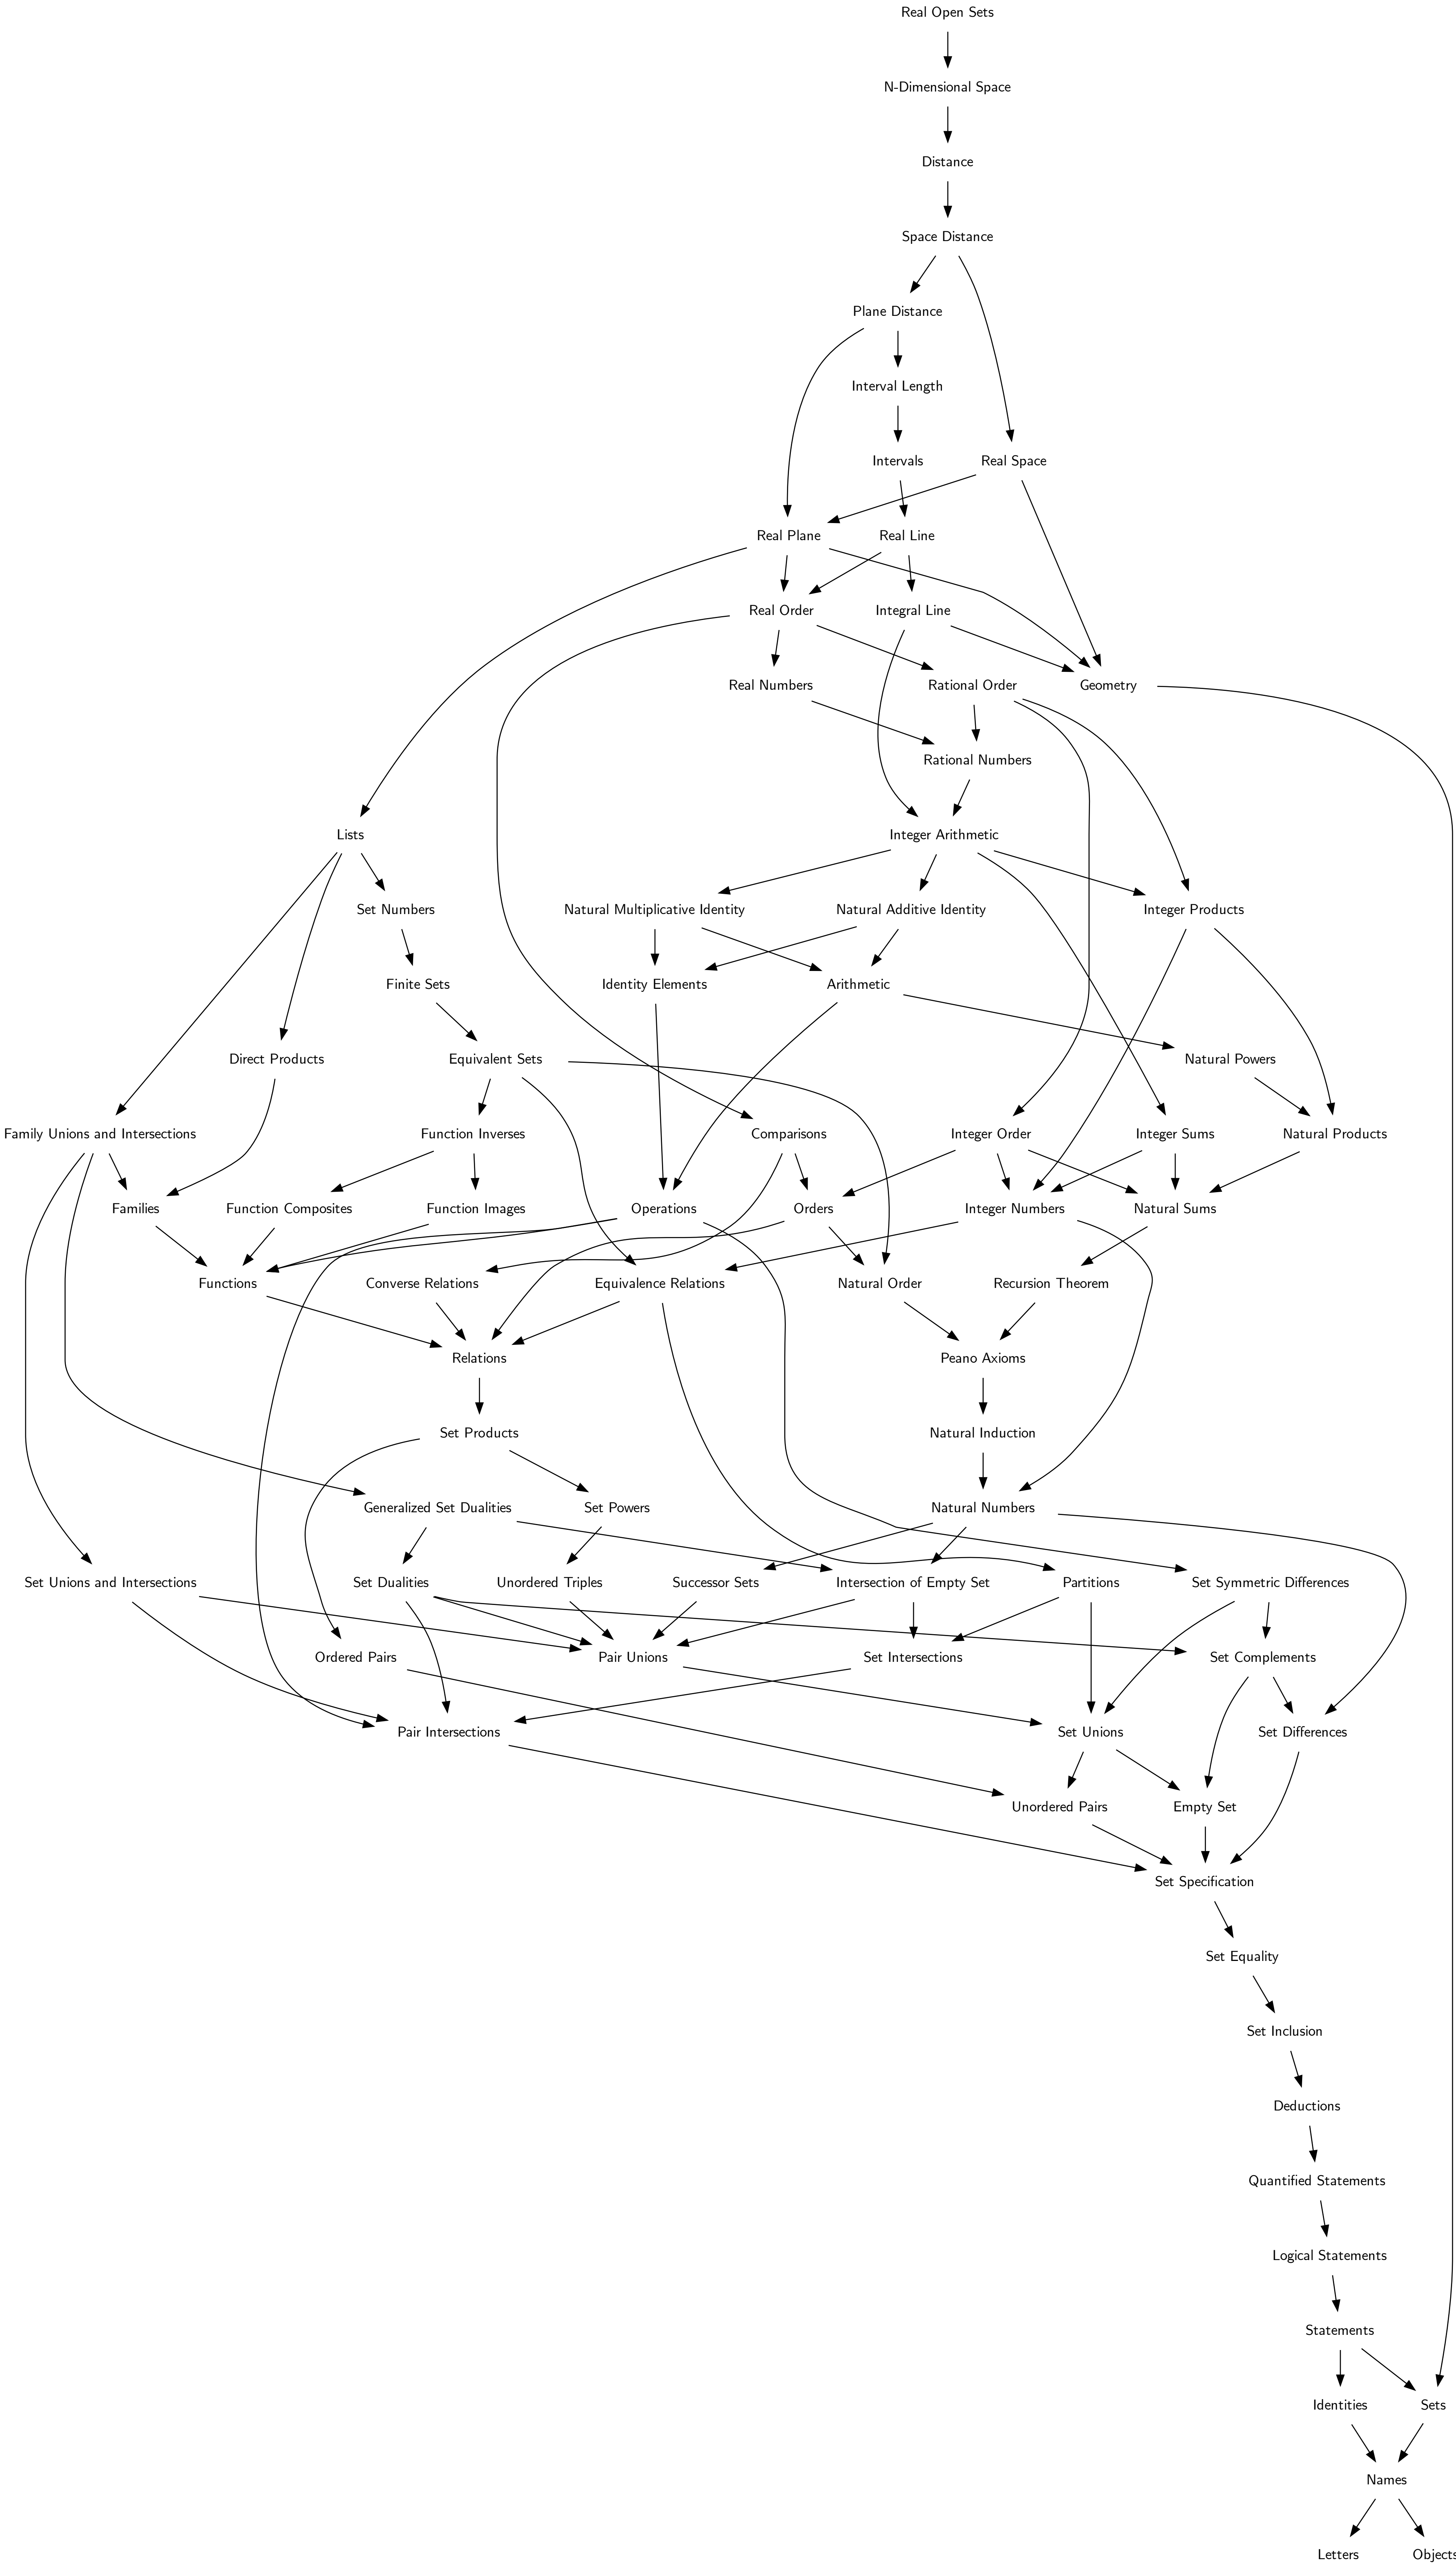 Real Open Sets
N-Dimensional Space
Distance
Space Distance
Plane Distance
Interval Length
Intervals
Real Space
Real Plane
Real Line
Real Order
Integral Line
Real Numbers
Rational Order
Geometry
Rational Numbers
Lists
Integer Arithmetic
Set Numbers
Natural Multiplicative Identity
Natural Additive Identity
Integer Products
Finite Sets
Identity Elements
Arithmetic
Direct Products
Equivalent Sets
Natural Powers
Family Unions and Intersections
Function Inverses
Comparisons
Integer Order
Integer Sums
Natural Products
Families
Function Composites
Function Images
Operations
Orders
Integer Numbers
Natural Sums
Functions
Converse Relations
Equivalence Relations
Natural Order
Recursion Theorem
Relations
Peano Axioms
Set Products
Natural Induction
Generalized Set Dualities
Set Powers
Natural Numbers
Set Unions and Intersections
Set Dualities
Unordered Triples
Successor Sets
Intersection of Empty Set
Partitions
Set Symmetric Differences
Ordered Pairs
Pair Unions
Set Intersections
Set Complements
Pair Intersections
Set Unions
Set Differences
Unordered Pairs
Empty Set
Set Specification
Set Equality
Set Inclusion
Deductions
Quantified Statements
Logical Statements
Statements
Identities
Sets
Names
Letters
Objects